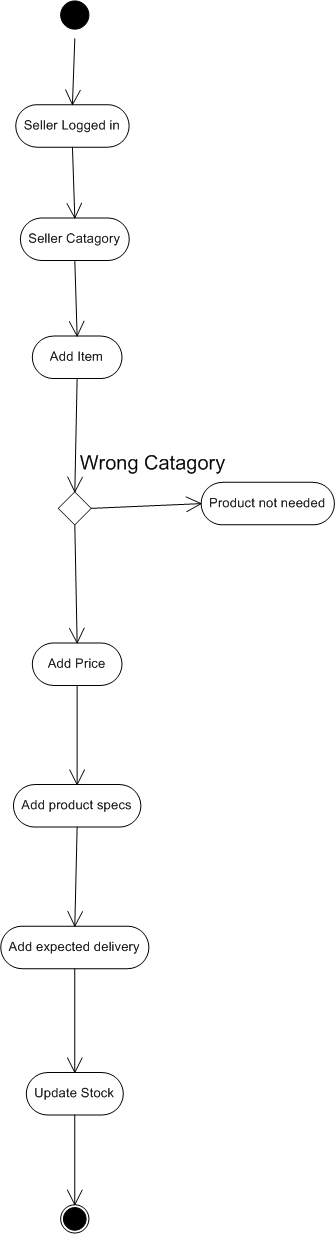 Seller Logged in
Seller Catagory
Add Item
Wrong Catagory
Product not needed
Add Price
Add product specs
Add expected delivery
Update Stock